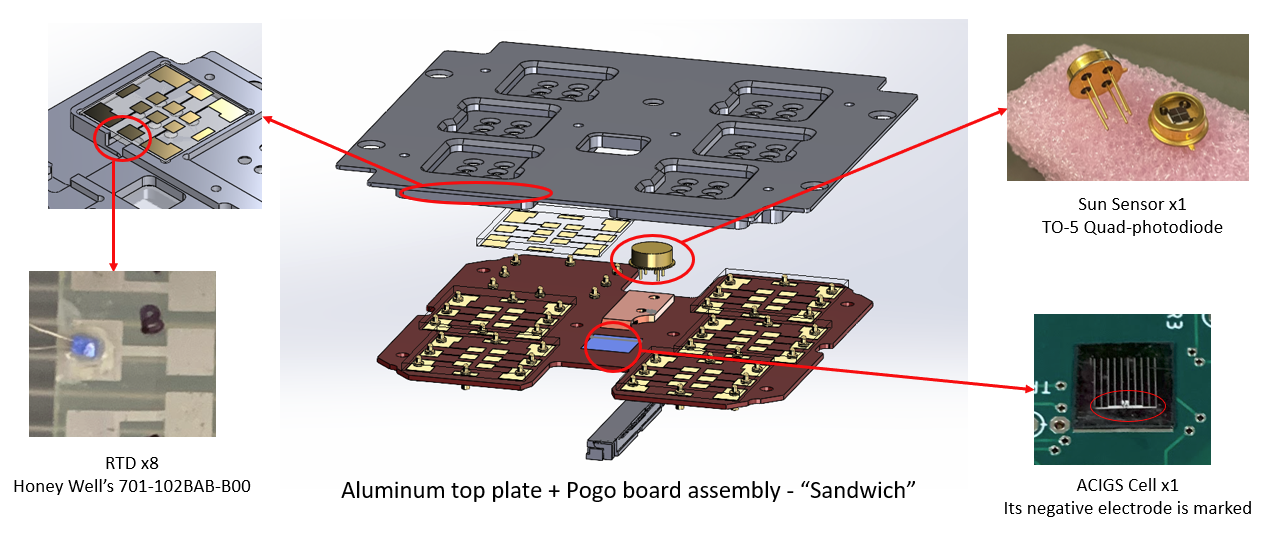 Sun Sensor x1
TO-5 Quad-photodiode
RTD x8
Honey Well’s 701-102BAB-B00
Aluminum top plate + Pogo board assembly - “Sandwich”
ACIGS Cell x1
Its negative electrode is marked